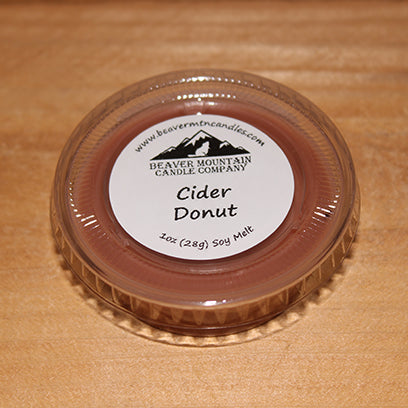 www.beavermtncandles.com
BEAVER MOUNTAIN
CANDLE COMPANY
Cider
Donut
1oz (28g) Soy Melt